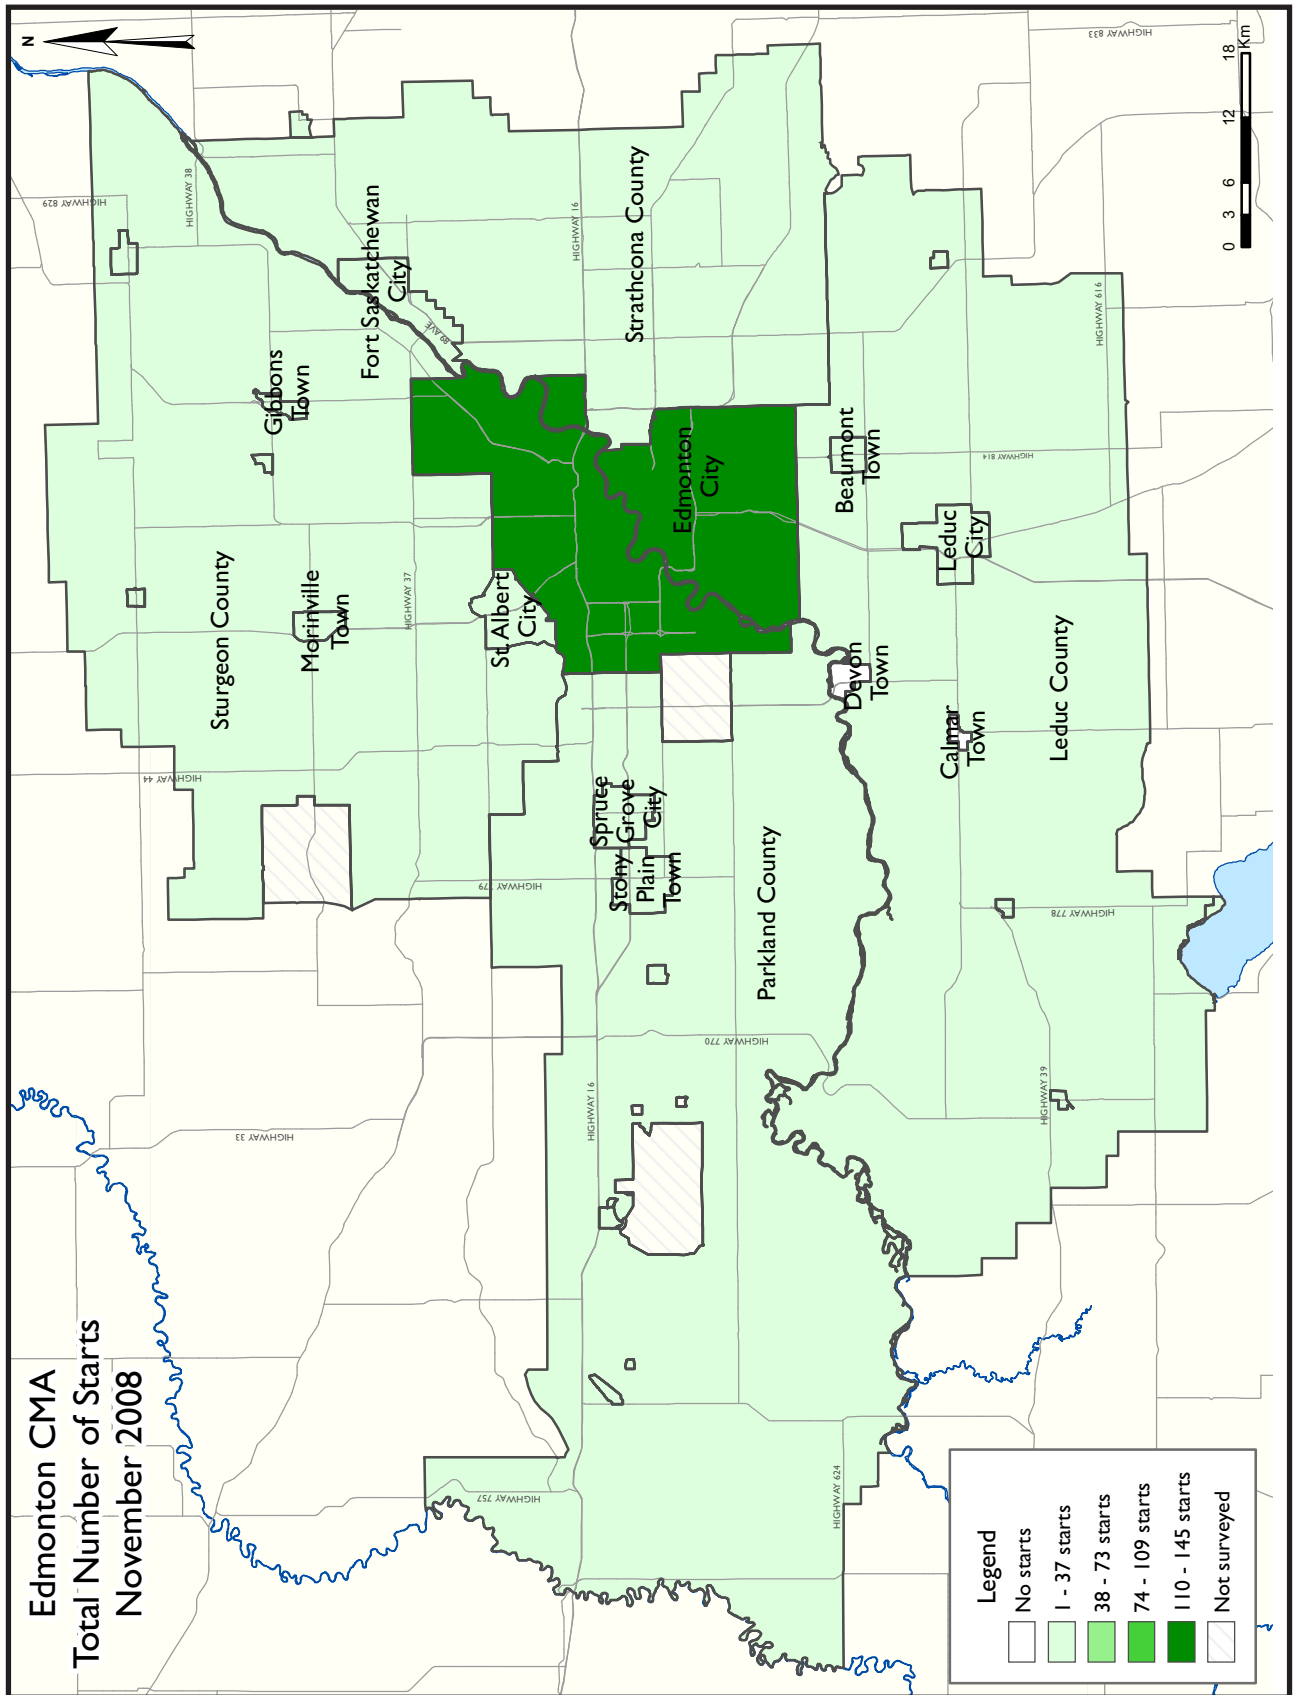 Edmonton CMA
Total Number of Starts
November 2008
N
HIGHWAY 829
HIGHWAY 38
HIGHWAY 44
Sturgeon County
Gibbons
Town
Morinville
Town
HIGHWAY 37
Fort Saskatchewan
City
89 AVE
HIGHWAY 33
HIGHWAY 779
St. Albert
City
HIGHWAY 757
HIGHWAY 16
HIGHWAY 16
Strathcona County
Spruce
Grove
City
Stony
Plain
Town
Edmonton
City
HIGHWAY 770
Parkland County
HIGHWAY 624
Beaumont
Town
Devon
Town
HIGHWAY 814
Leduc
City
Calmar
Town
HIGHWAY 39
HIGHWAY 778
Leduc County
HIGHWAY 616
HIGHWAY 833
Legend
No starts
1 - 37 starts
38 - 73 starts
74 - 109 starts
110 - 145 starts
Not surveyed
0 3 6 12 18
Km